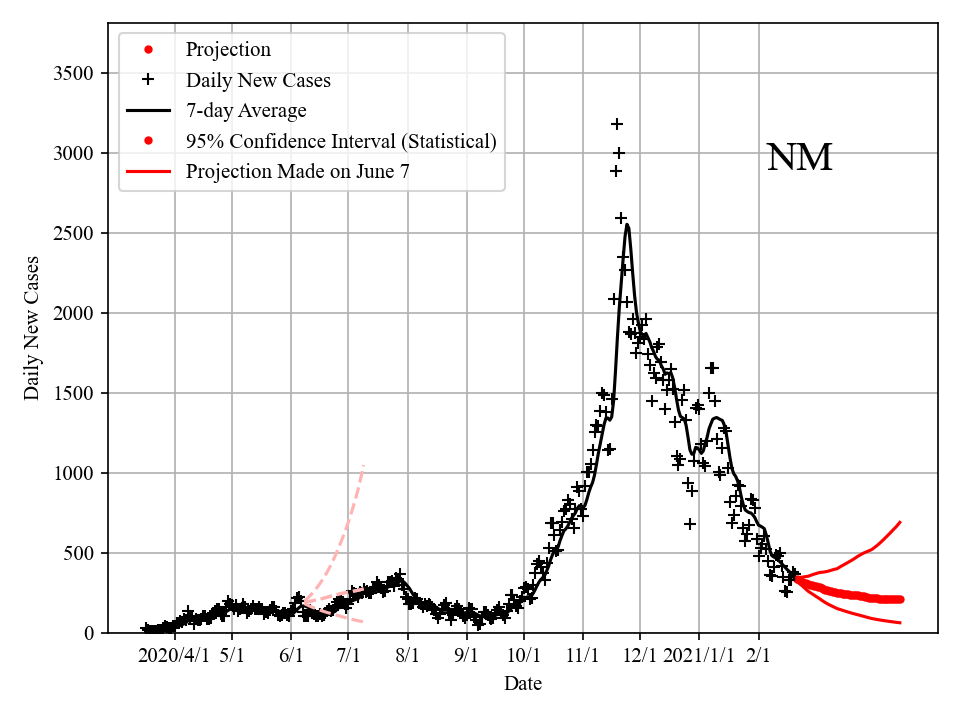 Projection
Daily New Cases
7-day Average
95% Confidence Interval (Statistical)
Projection Made on June 7
NM
3500
3000
2500
2000
1500
1000
500
0
Daily New Cases
2020/4/1 5/1 6/1 7/1 8/1 9/1 10/1 11/1 12/1 2021/1/1 2/1
Date